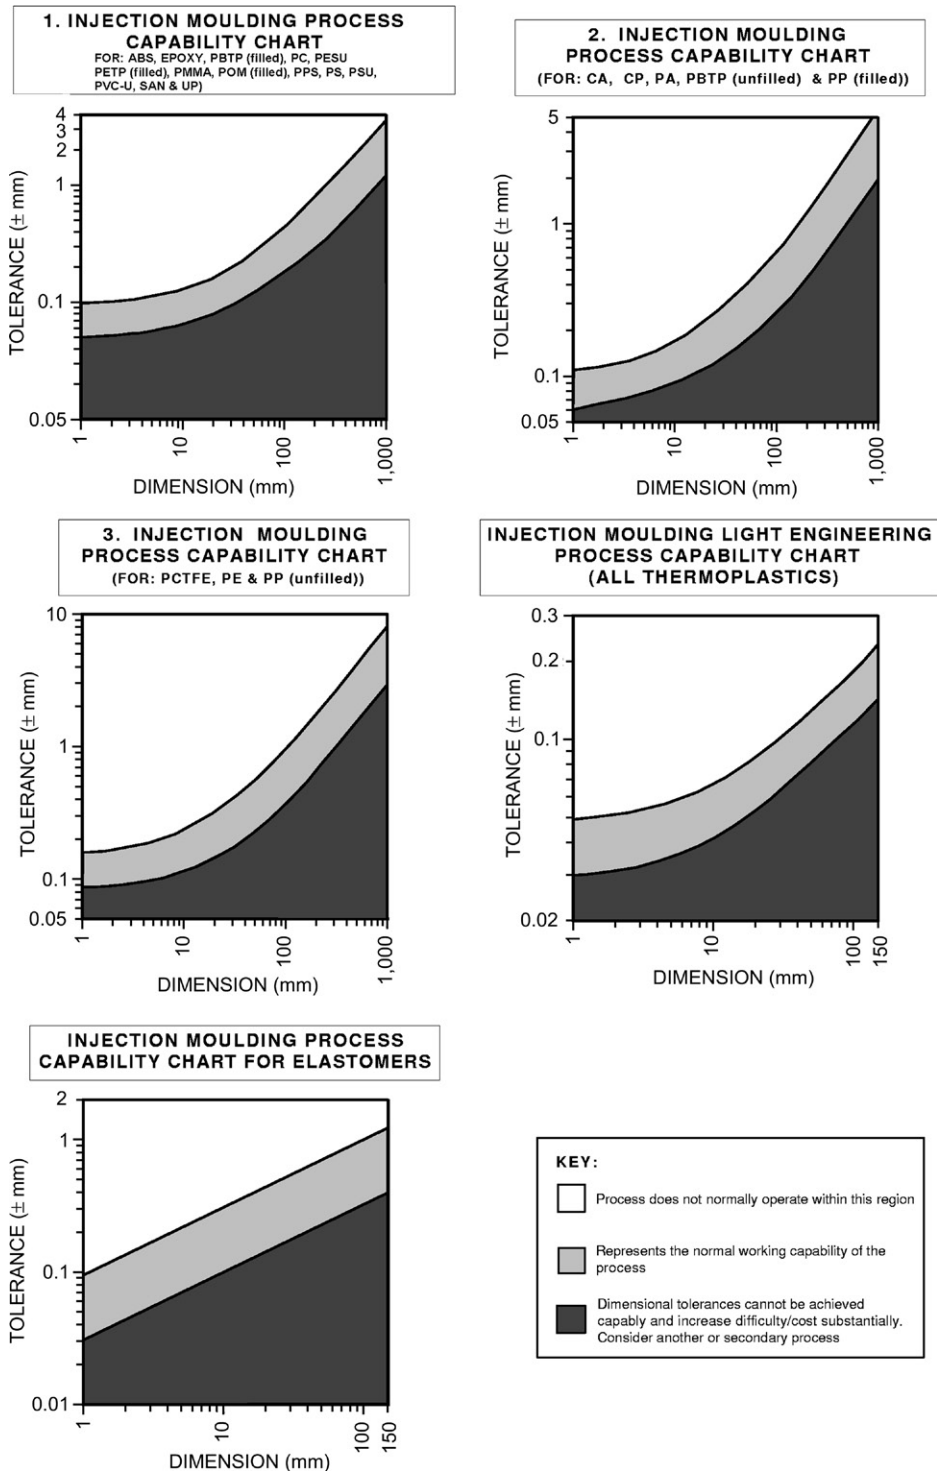 1. INJECTION MOULDING PROCESS
CAPABILITY CHART
FOR: ABS, EPOXY, PBTP (filled), PC, PESU
PETP (filled), PMMA, POM (filled), PPS, PS, PSU,
PVC-U, SAN & UP)
4
3
2
1
0.1
0.05
TOLERANCE (± mm)
1
10
100
1,000
DIMENSION (mm)
2. INJECTION MOULDING
PROCESS CAPABILITY CHART
(FOR: CA, CP, PA, PBTP (unfilled) & PP (filled))
5
1
0.1
0.05
TOLERANCE (± mm)
1
10
100
1,000
DIMENSION (mm)
3. INJECTION MOULDING
PROCESS CAPABILITY CHART
(FOR: PCTFE, PE & PP (unfilled))
10
1
0.1
0.05
TOLERANCE (± mm)
1
10
100
1,000
DIMENSION (mm)
INJECTION MOULDING LIGHT ENGINEERING
PROCESS CAPABILITY CHART
(ALL THERMOPLASTICS)
0.3
0.2
0.1
0.02
TOLERANCE (± mm)
1
10
100
150
DIMENSION (mm)
INJECTION MOULDING PROCESS
CAPABILITY CHART FOR ELASTOMERS
2
1
0.1
0.01
TOLERANCE (± mm)
1
10
100
150
DIMENSION (mm)
KEY:
Process does not normally operate within this region
Represents the normal working capability of the
process
Dimensional tolerances cannot be achieved
capably and increase difficulty/cost substantially.
Consider another or secondary process